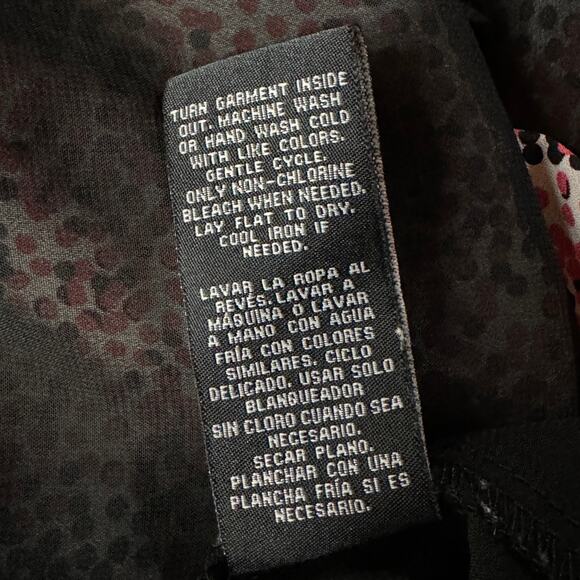 TURN GARMENT INSIDE
OUT. MACHINE WASH
OR HAND WASH COLD
WITH LIKE COLORS.
GENTLE CYCLE.
ONLY NON-CHLORINE
BLEACH WHEN NEEDED.
LAY FLAT TO DRY.
COOL IRON IF
NEEDED.
LAVAR LA ROPA AL
REVÉS. LAVAR A
MÁQUINA O LAVAR
A MANO CON AGUA
FRÍA CON COLORES
SIMILARES. CICLO
DELICADO. USAR SOLO
BLANQUEADOR
SIN CLORO CUANDO SEA
NECESARIO.
SECAR PLANO.
PLANCHAR CON UNA
PLANCHA FRÍA SI ES
NECESARIO.